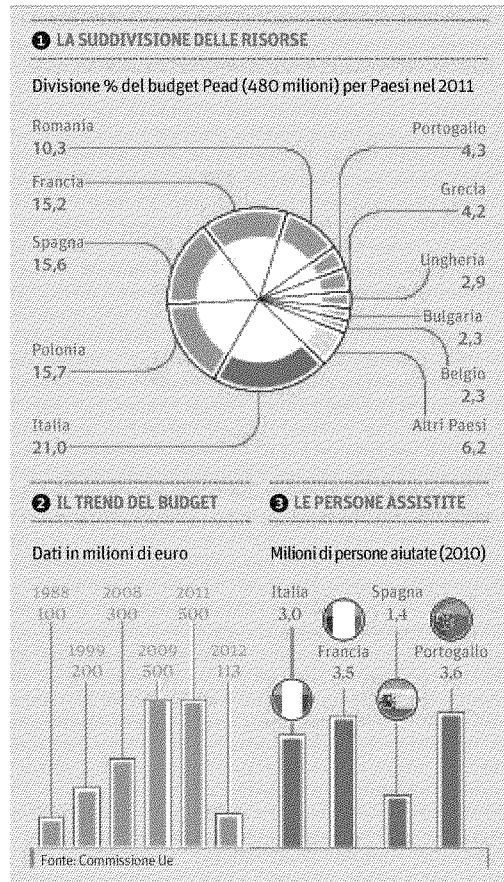 1 LA SUDDIVISIONE DELLE RISORSE
Divisione % del budget Pead (480 milioni) per Paesi nel 2011
Romania
10,3
Francia
15,2
Spagna
15,6
Polonia
15,7
Italia
21,0
Portogallo
4,3
Grecia
4,2
Ungheria
2,9
Bulgaria
2,3
Belgio
2,3
Altri Paesi
6,2
2 IL TREND DEL BUDGET
Dati in milioni di euro
1988
100
1999
200
2008
300
2009
500
2011
500
2012
113
3 LE PERSONE ASSISTITE
Milioni di persone aiutate (2010)
Italia
3,0
Francia
3,5
Spagna
1,4
Portogallo
3,6
Fonte: Commissione Ue